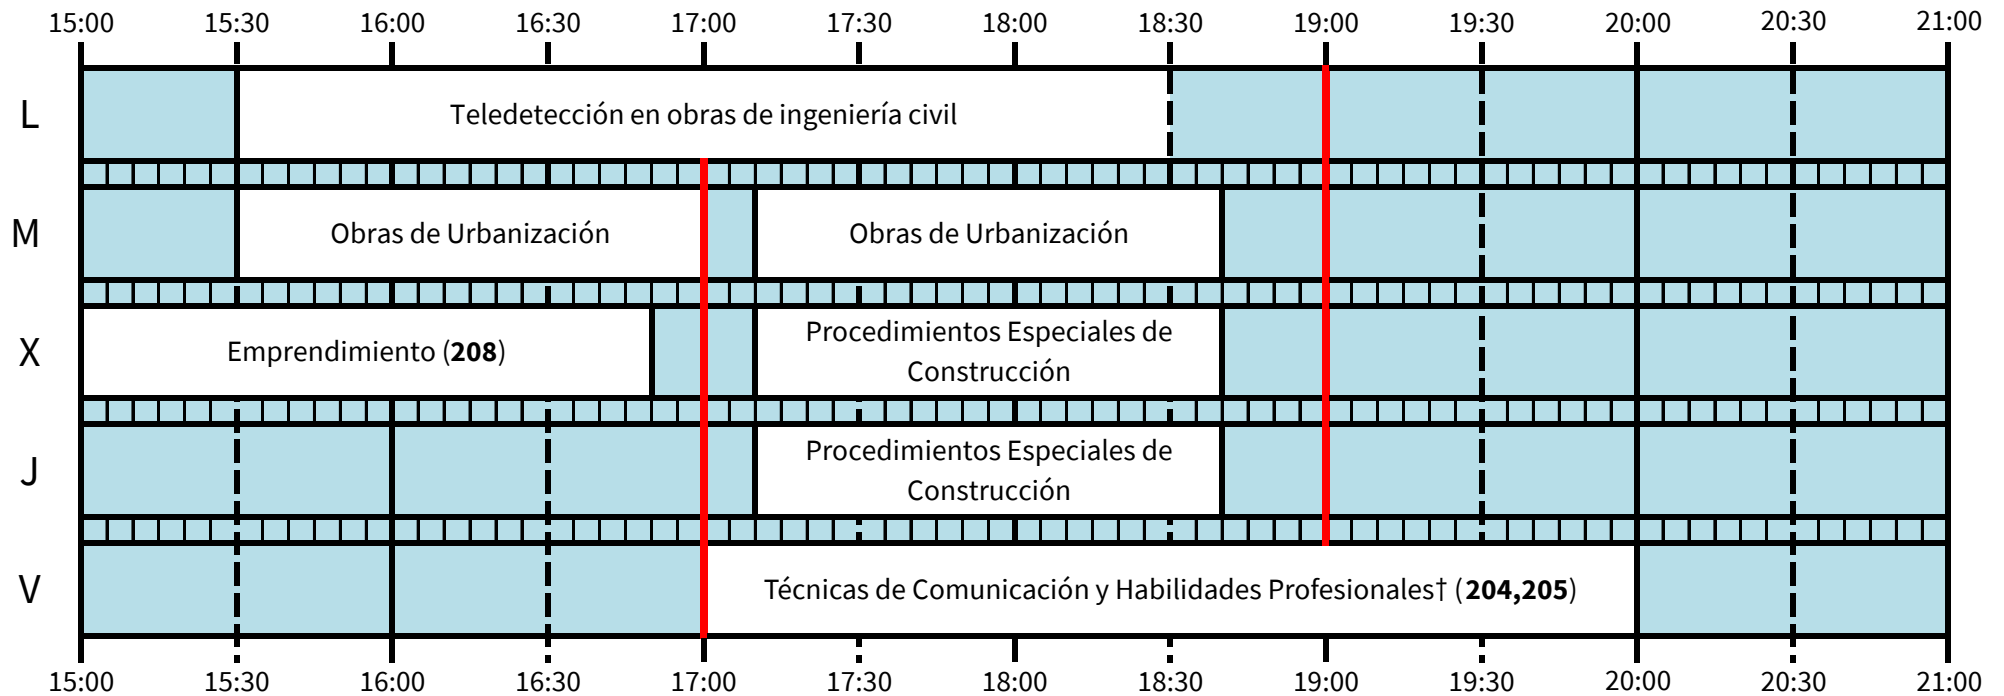 15:00 15:30 16:00 16:30 17:00 17:30 18:00 18:30 19:00 19:30 20:00 20:30 21:00
L Teledetección en obras de ingeniería civil
M Obras de Urbanización Obras de Urbanización
X Emprendimiento (208) Procedimientos Especiales de
Construcción
J Procedimientos Especiales de
Construcción
V Técnicas de Comunicación y Habilidades Profesionales† (204,205)
15:00 15:30 16:00 16:30 17:00 17:30 18:00 18:30 19:00 19:30 20:00 20:30 21:00